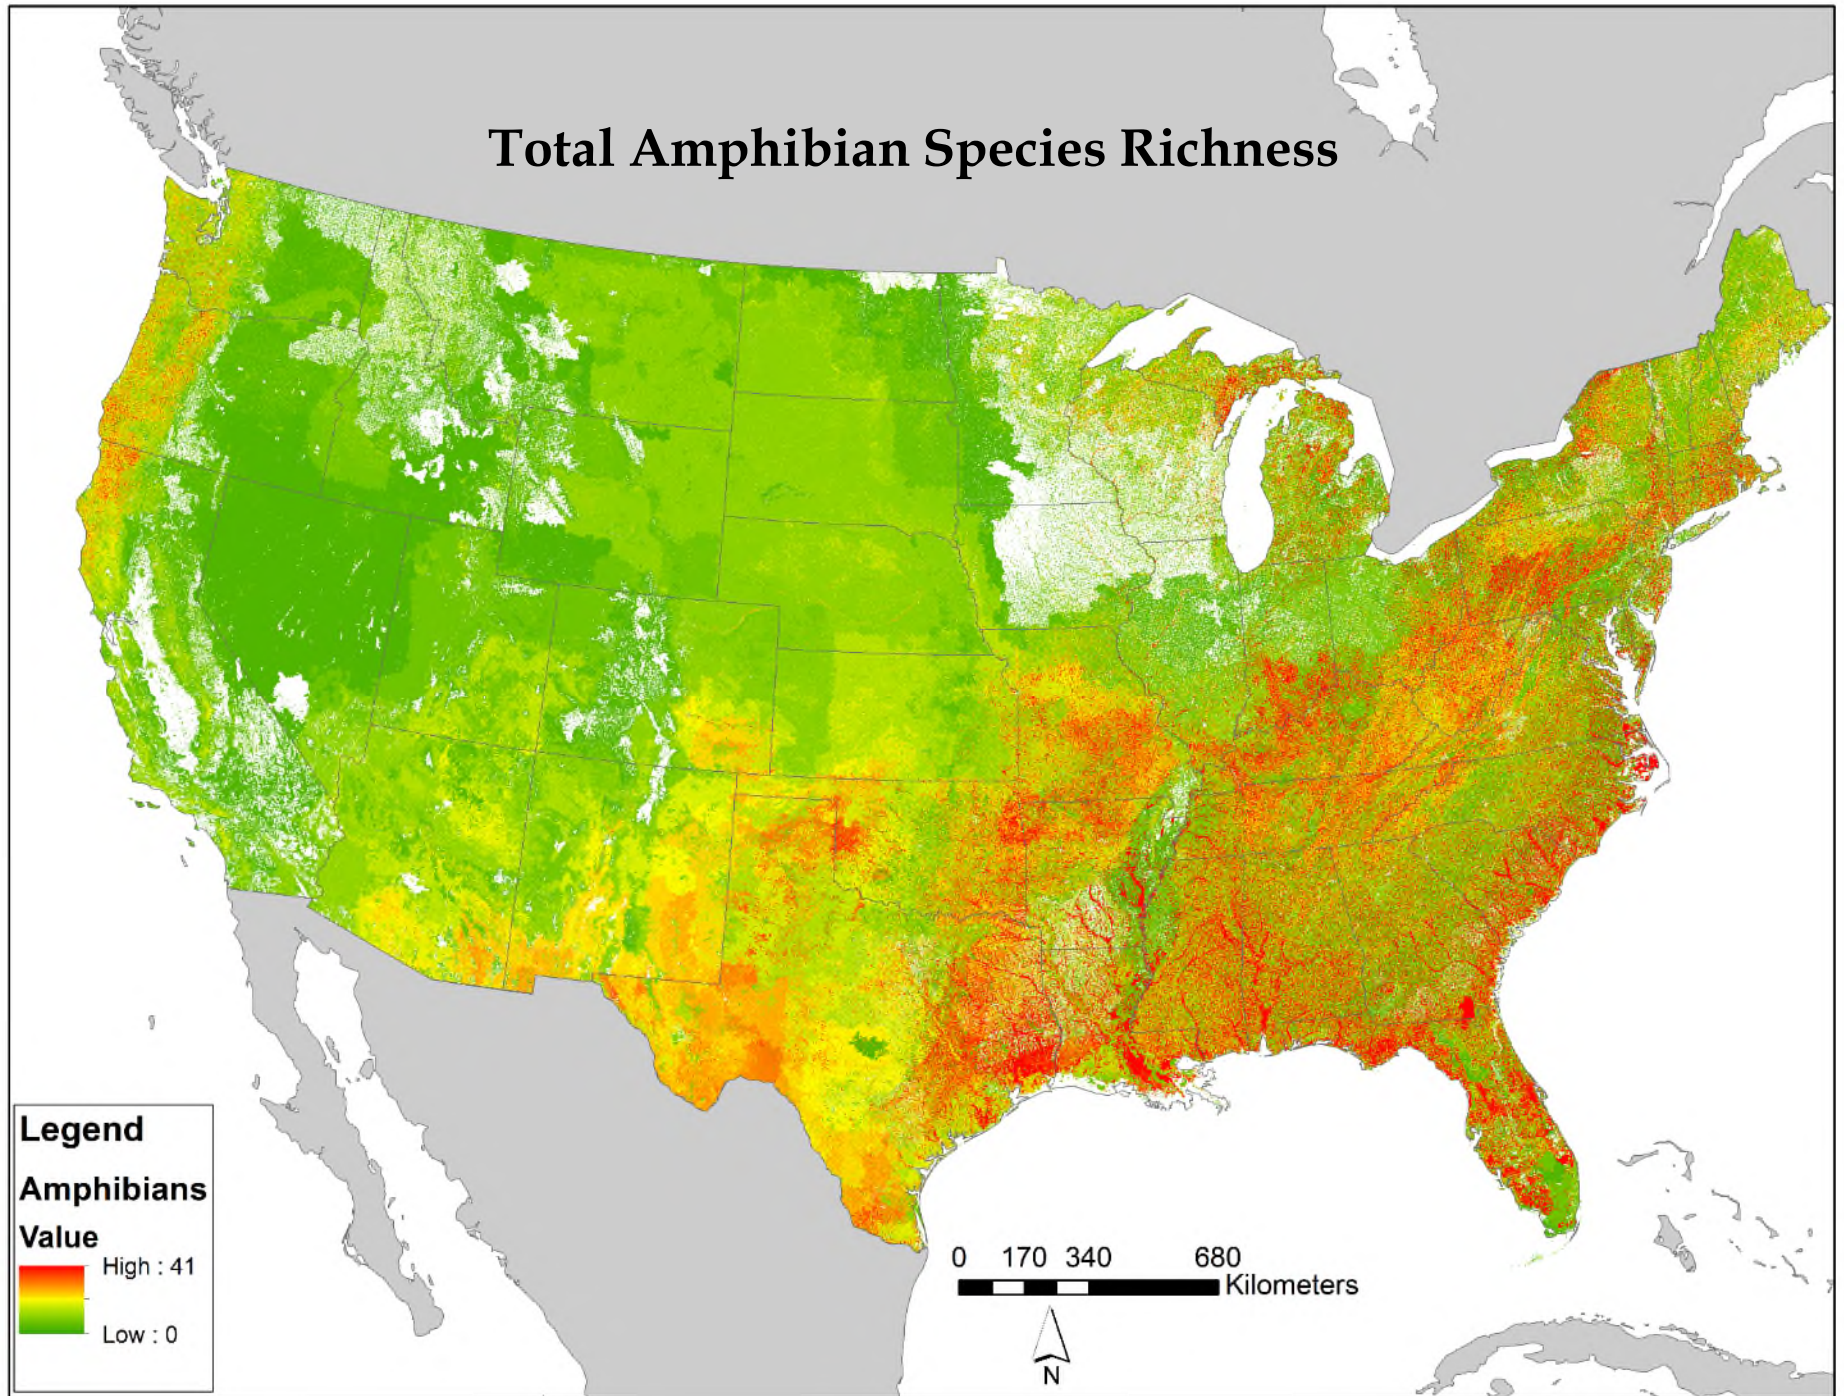 Total Amphibian Species Richness
Legend
Amphibians
Value
High : 41
Low : 0
0 170 340 680
Kilometers
N